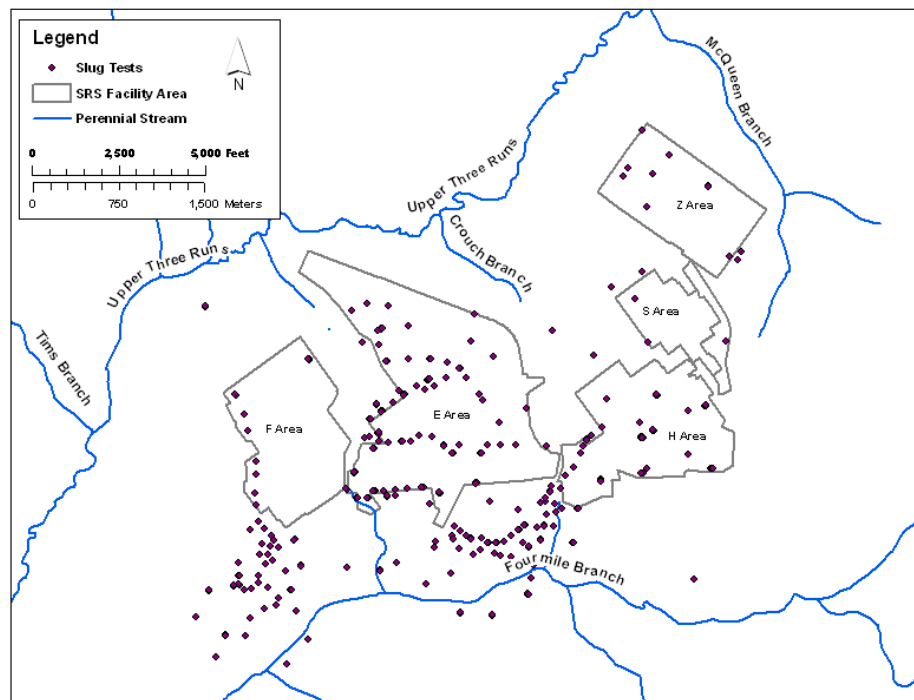 Legend
Slug Tests
N
SRS Facility Area
Perennial Stream
0 2,500 5,000 Feet
0 750 1,500 Meters
McQueen Branch
Upper Three Runs
Z Area
Crouch Branch
Upper Three Runs
S Area
Tims Branch
E Area
F Area
H Area
Fourmile Branch